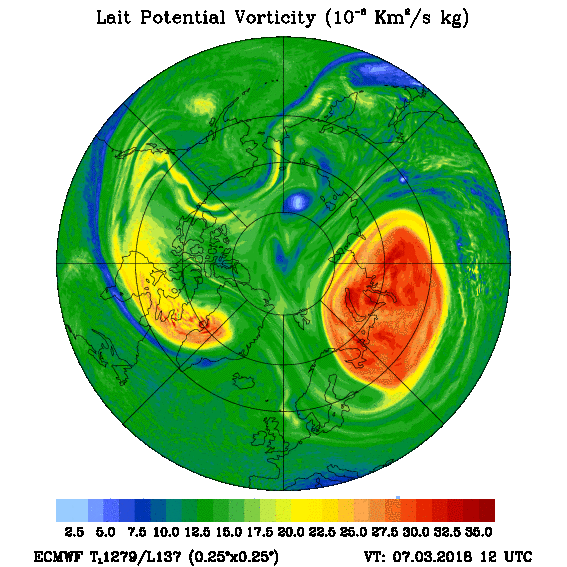 Lait Potential Vorticity (10⁻⁶ Km²/s kg)
2.5 5.0 7.5 10.0 12.5 15.0 17.5 20.0 22.5 25.0 27.5 30.0 32.5 35.0
ECMWF T_L1279/L137 (0.25°x0.25°) VT: 07.03.2018 12 UTC